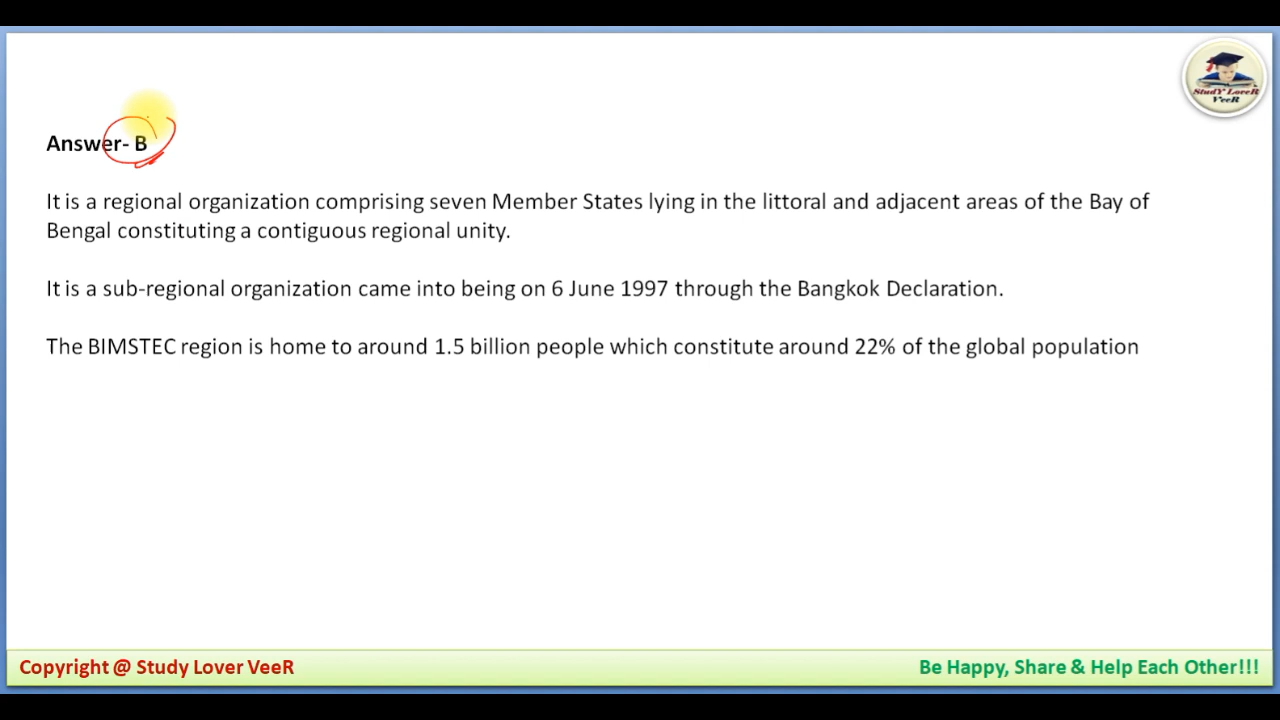 StudY LoveR
VeeR
Answer- B
It is a regional organization comprising seven Member States lying in the littoral and adjacent areas of the Bay of
Bengal constituting a contiguous regional unity.
It is a sub-regional organization came into being on 6 June 1997 through the Bangkok Declaration.
The BIMSTEC region is home to around 1.5 billion people which constitute around 22% of the global population
Copyright @ Study Lover VeeR
Be Happy, Share & Help Each Other!!!